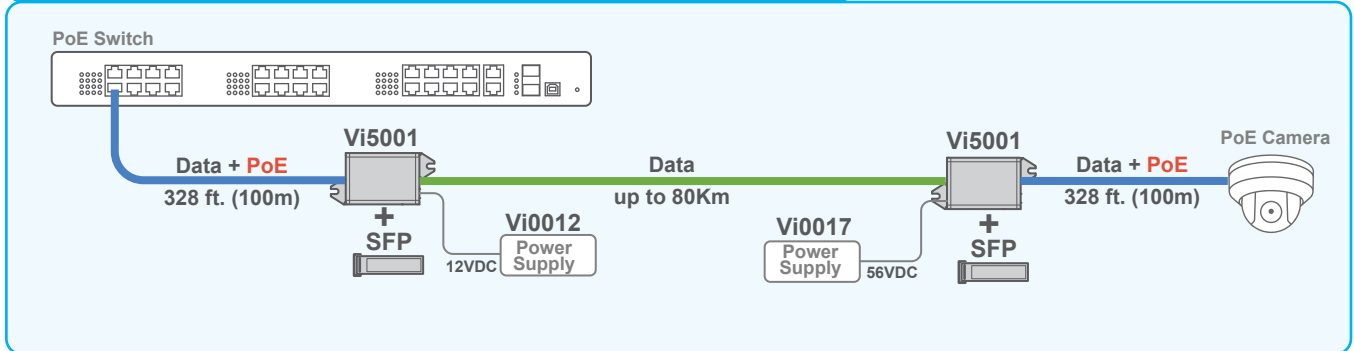 PoE Switch
Vi5001
Vi5001
PoE Camera
Data + PoE
Data
Data + PoE
328 ft. (100m)
up to 80Km
328 ft. (100m)
+
SFP
Vi0012
Power
Supply
12VDC
Vi0017
Power
Supply
56VDC
+
SFP